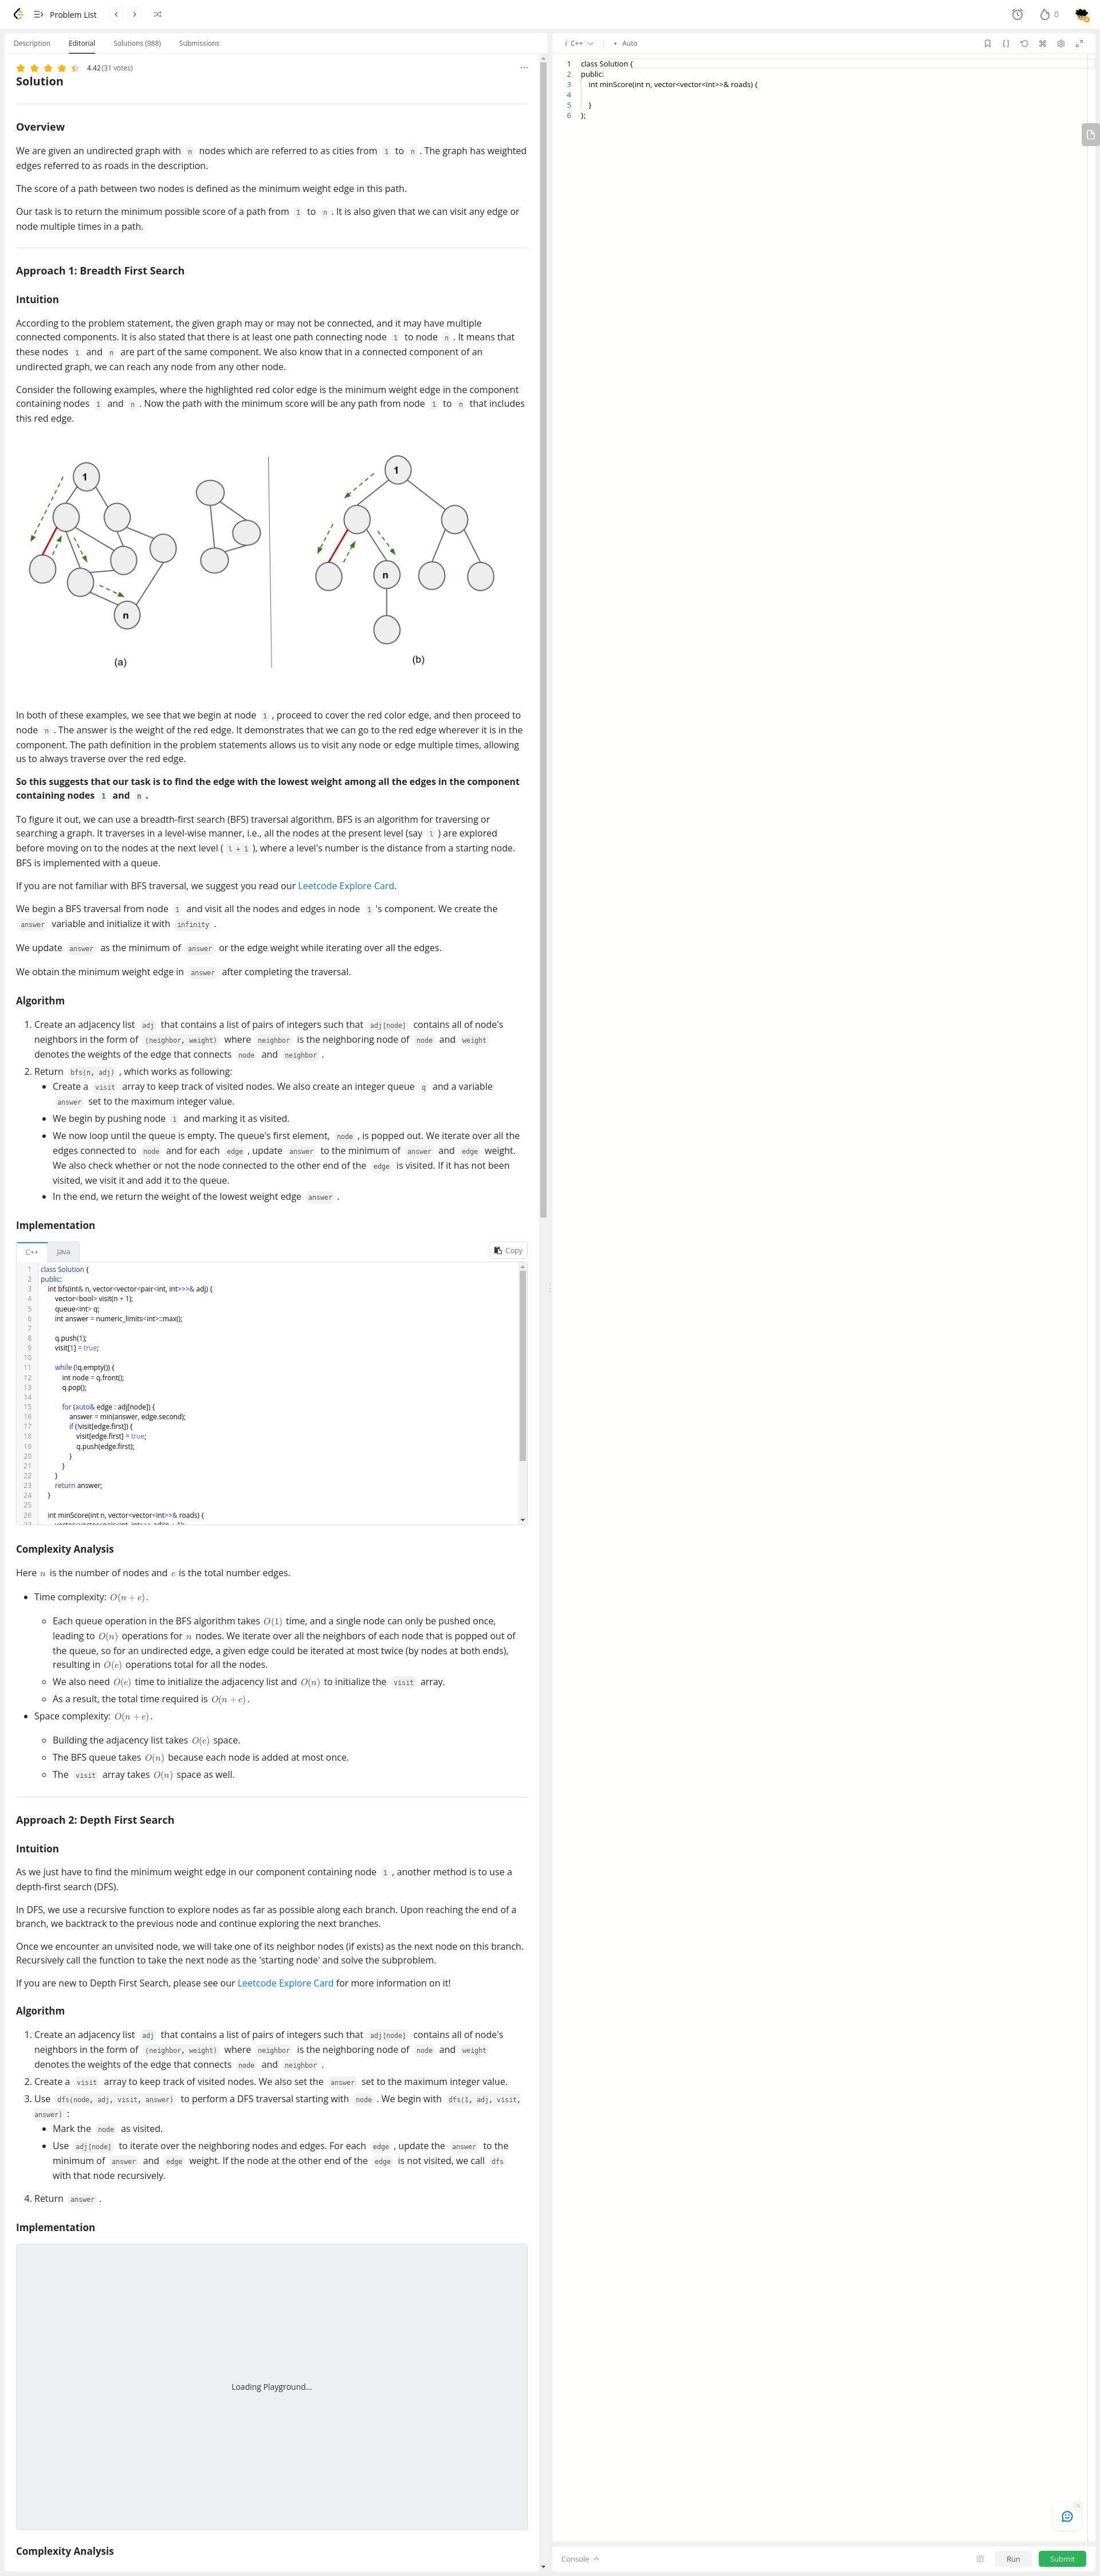 Problem List
0
Description Editorial Solutions (988) Submissions
4.42 (31 votes)
Solution
Overview
We are given an undirected graph with n nodes which are referred to as cities from 1 to n . The graph has weighted
edges referred to as roads in the description.
The score of a path between two nodes is defined as the minimum weight edge in this path.
Our task is to return the minimum possible score of a path from 1 to n . It is also given that we can visit any edge or
node multiple times in a path.
Approach 1: Breadth First Search
Intuition
According to the problem statement, the given graph may or may not be connected, and it may have multiple
connected components. It is also stated that there is at least one path connecting node 1 to node n . It means that
these nodes 1 and n are part of the same component. We also know that in a connected component of an
undirected graph, we can reach any node from any other node.
Consider the following examples, where the highlighted red color edge is the minimum weight edge in the component
containing nodes 1 and n . Now the path with the minimum score will be any path from node 1 to n that includes
this red edge.
1
n
(a)
1
n
(b)
In both of these examples, we see that we begin at node 1 , proceed to cover the red color edge, and then proceed to
node n . The answer is the weight of the red edge. It demonstrates that we can go to the red edge wherever it is in the
component. The path definition in the problem statements allows us to visit any node or edge multiple times, allowing
us to always traverse over the red edge.
So this suggests that our task is to find the edge with the lowest weight among all the edges in the component
containing nodes 1 and n .
To figure it out, we can use a breadth-first search (BFS) traversal algorithm. BFS is an algorithm for traversing or
searching a graph. It traverses in a level-wise manner, i.e., all the nodes at the present level (say l ) are explored
before moving on to the nodes at the next level ( l + 1 ), where a level's number is the distance from a starting node.
BFS is implemented with a queue.
If you are not familiar with BFS traversal, we suggest you read our Leetcode Explore Card.
We begin a BFS traversal from node 1 and visit all the nodes and edges in node 1 's component. We create the
answer variable and initialize it with infinity .
We update answer as the minimum of answer or the edge weight while iterating over all the edges.
We obtain the minimum weight edge in answer after completing the traversal.
Algorithm
1. Create an adjacency list adj that contains a list of pairs of integers such that adj[node] contains all of node's
neighbors in the form of (neighbor, weight) where neighbor is the neighboring node of node and weight
denotes the weights of the edge that connects node and neighbor .
2. Return bfs(n, adj) , which works as following:
• Create a visit array to keep track of visited nodes. We also create an integer queue q and a variable
answer set to the maximum integer value.
• We begin by pushing node 1 and marking it as visited.
• We now loop until the queue is empty. The queue's first element, node , is popped out. We iterate over all the
edges connected to node and for each edge , update answer to the minimum of answer and edge weight.
We also check whether or not the node connected to the other end of the edge is visited. If it has not been
visited, we visit it and add it to the queue.
• In the end, we return the weight of the lowest weight edge answer .
Implementation
C++ Java Copy
1 class Solution {
2 public:
3 int bfs(int& n, vector<vector<pair<int, int>>>& adj) {
4 vector<bool> visit(n + 1);
5 queue<int> q;
6 int answer = numeric_limits<int>::max();
7
8 q.push(1);
9 visit[1] = true;
10
11 while (!q.empty()) {
12 int node = q.front();
13 q.pop();
14
15 for (auto& edge : adj[node]) {
16 answer = min(answer, edge.second);
17 if (!visit[edge.first]) {
18 visit[edge.first] = true;
19 q.push(edge.first);
20 }
21 }
22 }
23 return answer;
24 }
25
26 int minScore(int n, vector<vector<int>>& roads) {
Complexity Analysis
Here n is the number of nodes and e is the total number edges.
• Time complexity: O(n + e).
◦ Each queue operation in the BFS algorithm takes O(1) time, and a single node can only be pushed once,
leading to O(n) operations for n nodes. We iterate over all the neighbors of each node that is popped out of
the queue, so for an undirected edge, a given edge could be iterated at most twice (by nodes at both ends),
resulting in O(e) operations total for all the nodes.
◦ We also need O(e) time to initialize the adjacency list and O(n) to initialize the visit array.
◦ As a result, the total time required is O(n + e).
• Space complexity: O(n + e).
◦ Building the adjacency list takes O(e) space.
◦ The BFS queue takes O(n) because each node is added at most once.
◦ The visit array takes O(n) space as well.
Approach 2: Depth First Search
Intuition
As we just have to find the minimum weight edge in our component containing node 1 , another method is to use a
depth-first search (DFS).
In DFS, we use a recursive function to explore nodes as far as possible along each branch. Upon reaching the end of a
branch, we backtrack to the previous node and continue exploring the next branches.
Once we encounter an unvisited node, we will take one of its neighbor nodes (if exists) as the next node on this branch.
Recursively call the function to take the next node as the 'starting node' and solve the subproblem.
If you are new to Depth First Search, please see our Leetcode Explore Card for more information on it!
Algorithm
1. Create an adjacency list adj that contains a list of pairs of integers such that adj[node] contains all of node's
neighbors in the form of (neighbor, weight) where neighbor is the neighboring node of node and weight
denotes the weights of the edge that connects node and neighbor .
2. Create a visit array to keep track of visited nodes. We also set the answer set to the maximum integer value.
3. Use dfs(node, adj, visit, answer) to perform a DFS traversal starting with node . We begin with dfs(1, adj, visit,
answer) :
• Mark the node as visited.
• Use adj[node] to iterate over the neighboring nodes and edges. For each edge , update the answer to the
minimum of answer and edge weight. If the node at the other end of the edge is not visited, we call dfs
with that node recursively.
4. Return answer .
Implementation
Loading Playground...
Complexity Analysis
i C++ • Auto
1 class Solution {
2 public:
3 int minScore(int n, vector<vector<int>>& roads) {
4
5 }
6 };
Console Run Submit